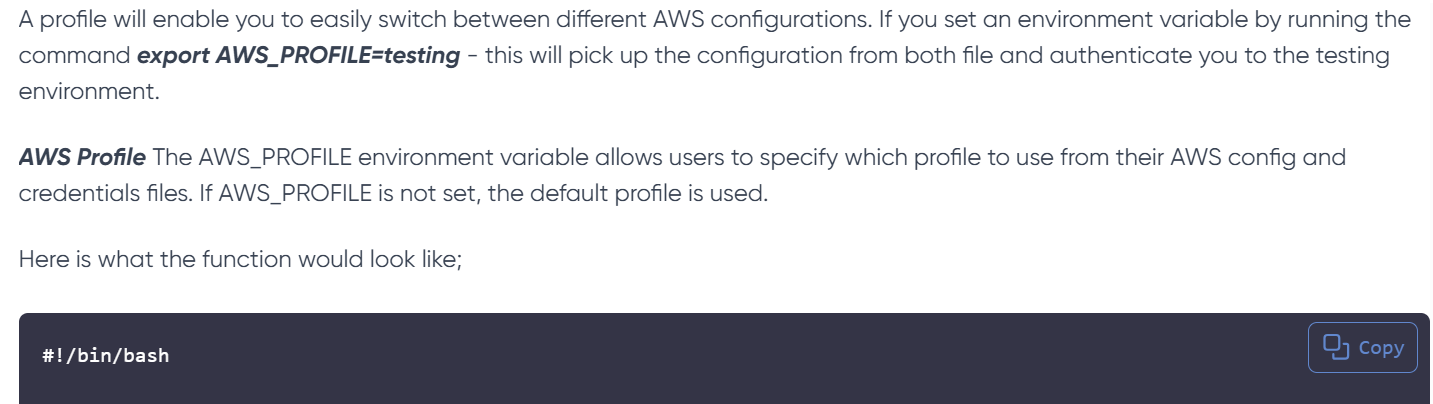 A profile will enable you to easily switch between different AWS configurations. If you set an environment variable by running the
command export AWS_PROFILE=testing - this will pick up the configuration from both file and authenticate you to the testing
environment.
AWS Profile The AWS_PROFILE environment variable allows users to specify which profile to use from their AWS config and
credentials files. If AWS_PROFILE is not set, the default profile is used.
Here is what the function would look like;
#!/bin/bash
Copy